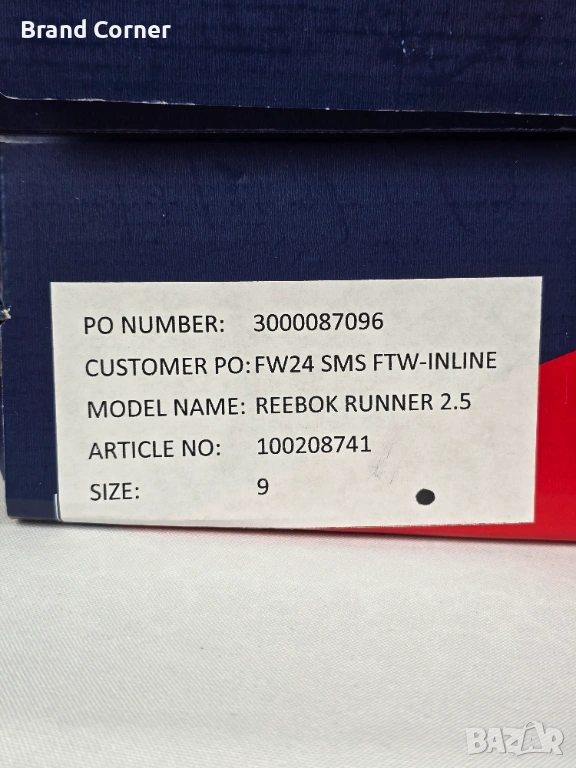 Brand Corner
PO NUMBER: 3000087096
CUSTOMER PO: FW24 SMS FTW-INLINE
MODEL NAME: REEBOK RUNNER 2.5
ARTICLE NO: 100208741
SIZE: 9
BAZAR